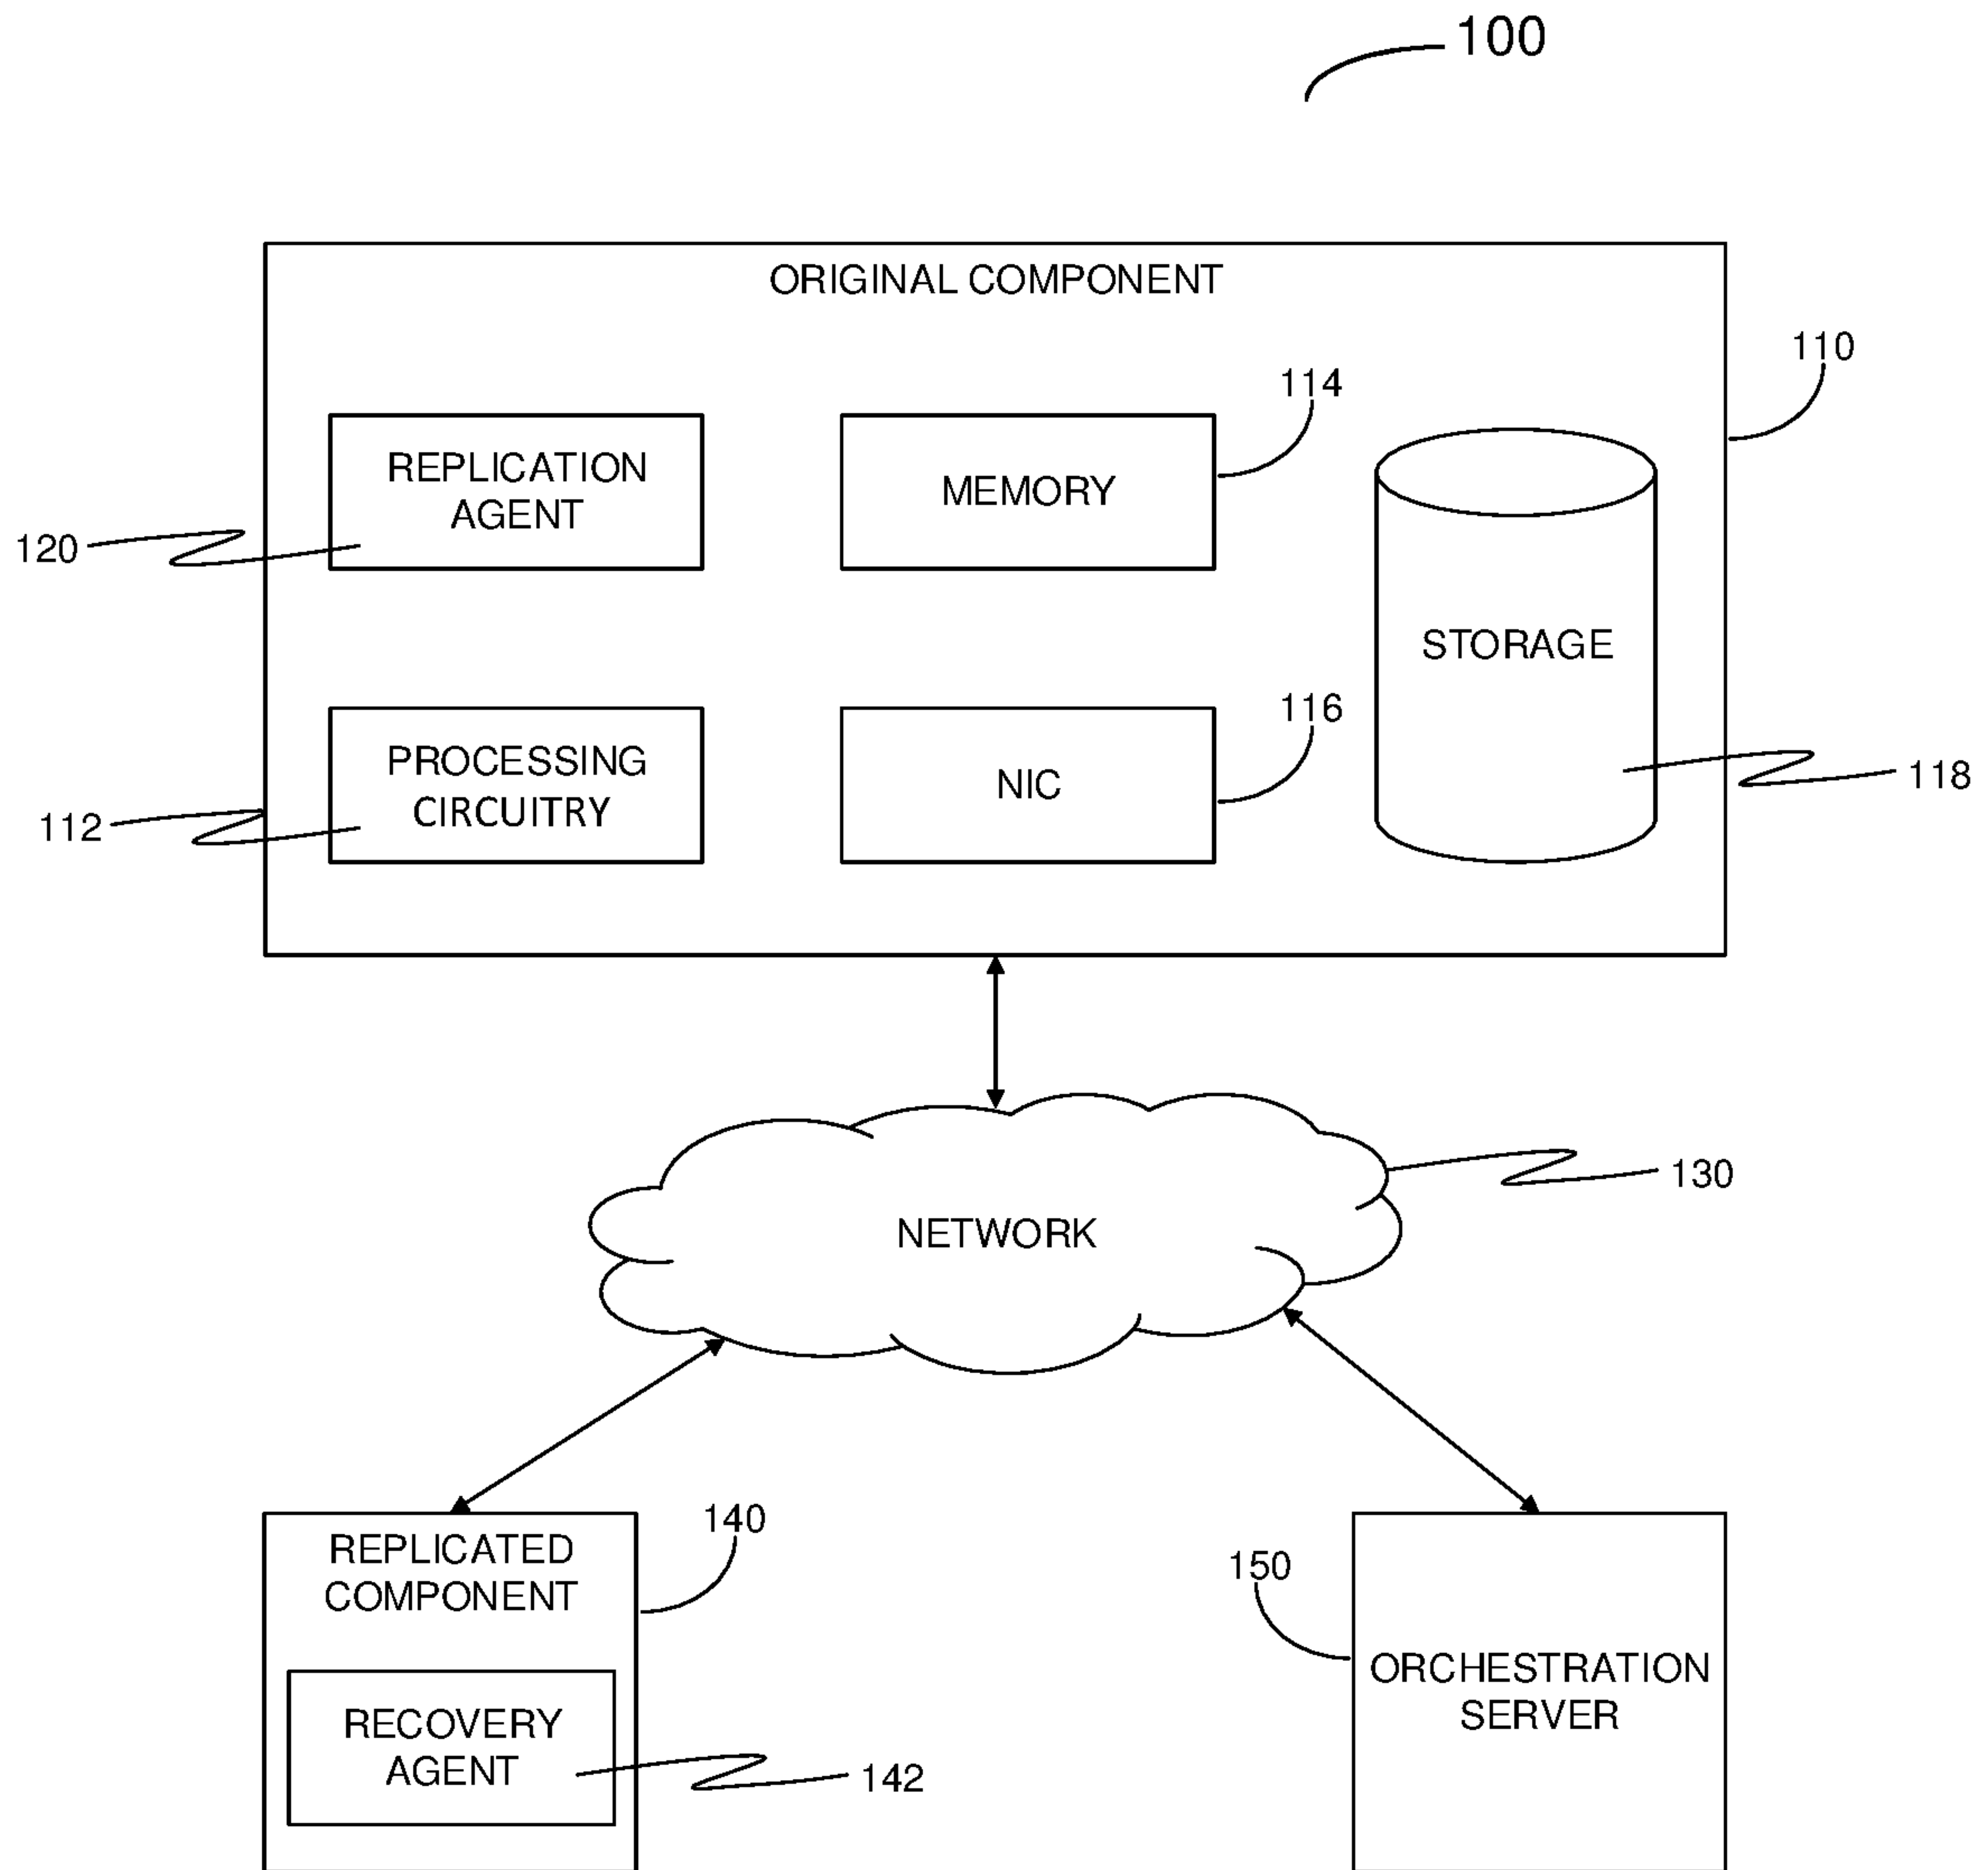 100
ORIGINAL COMPONENT
110
114
REPLICATION
AGENT
MEMORY
120
STORAGE
116
PROCESSING
CIRCUITRY
NIC
118
112
130
NETWORK
140
REPLICATED
COMPONENT
150
ORCHESTRATION
SERVER
RECOVERY
AGENT
142